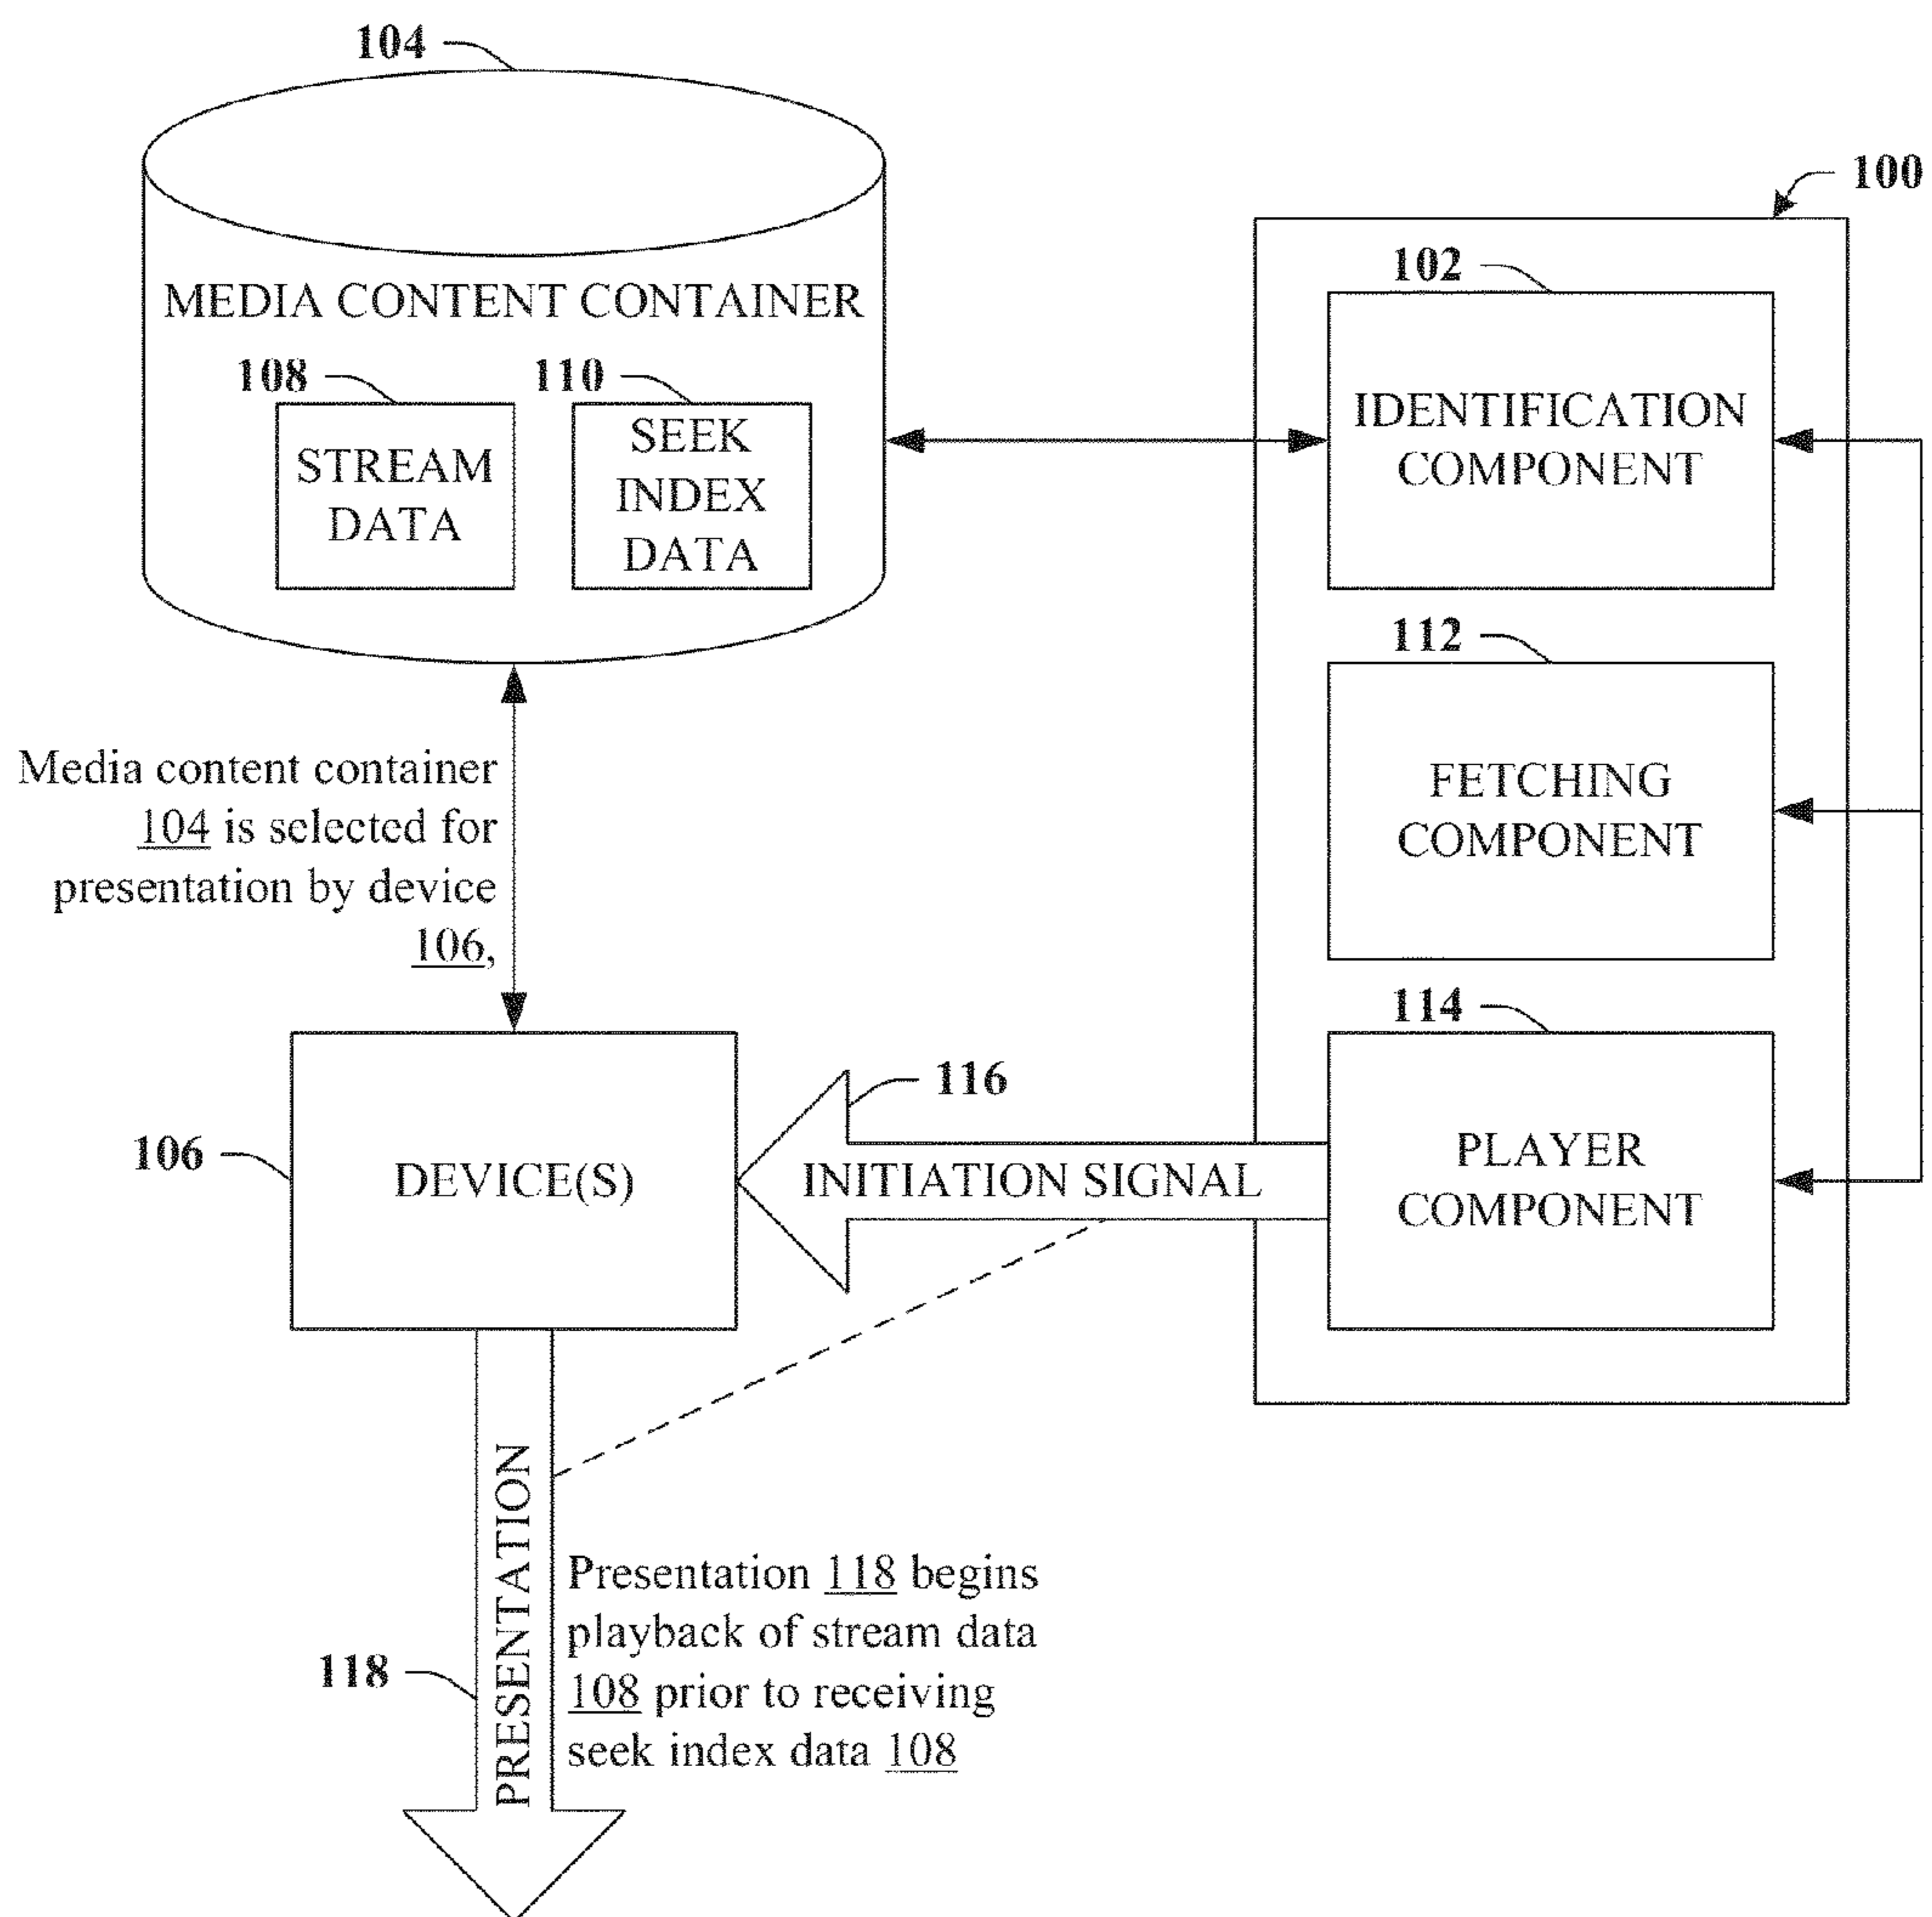 104
100
MEDIA CONTENT CONTAINER
108
110
STREAM
DATA
SEEK
INDEX
DATA
102
IDENTIFICATION
COMPONENT
112
FETCHING
COMPONENT
Media content container
104 is selected for
presentation by device
106,
114
PLAYER
COMPONENT
116
INITIATION SIGNAL
106
DEVICE(S)
PRESENTATION
118
Presentation 118 begins
playback of stream data
108 prior to receiving
seek index data 108